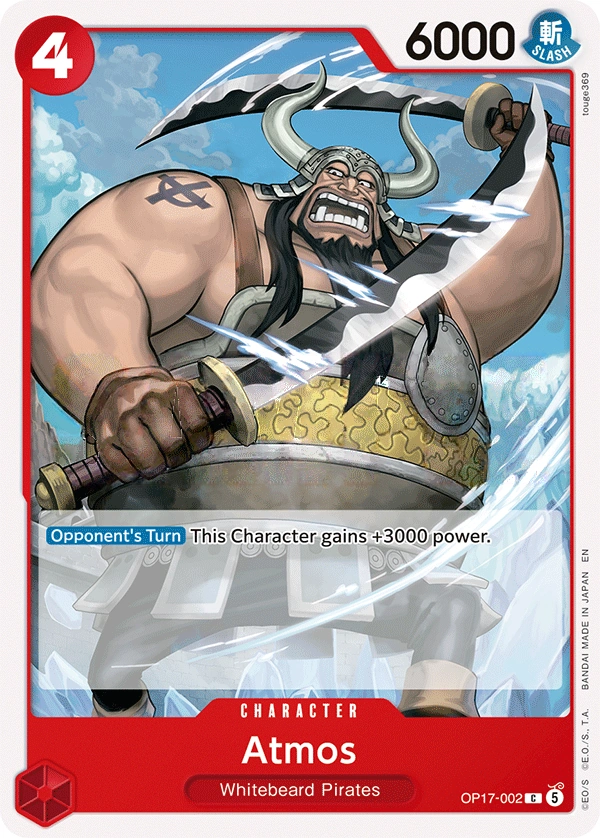 4
6000
斬
SLASH
touge369
Opponent's Turn This Character gains +3000 power.
CHARACTER
Atmos
Whitebeard Pirates
OP17-002 C 5
©E.O./S ©E.O./S., T.A. BANDAI MADE IN JAPAN EN